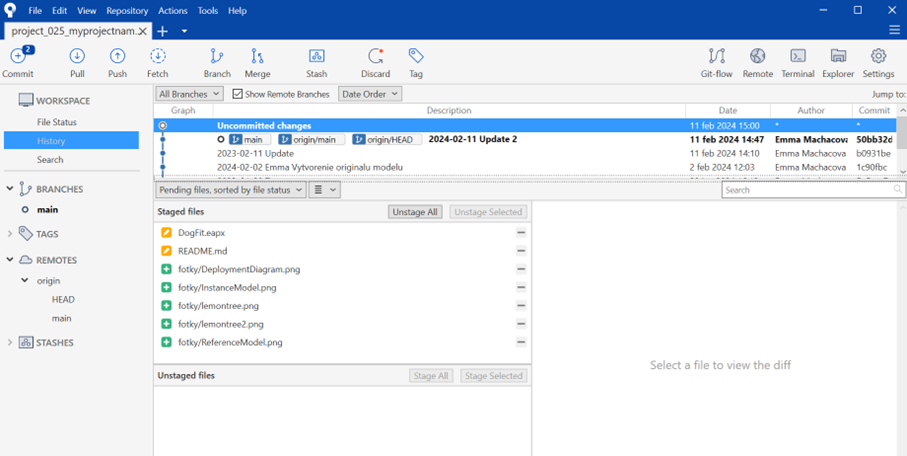 File Edit View Repository Actions Tools Help
project_025_myprojectnam.
2
Commit Pull Push Fetch Branch Merge Stash Discard Tag Git-flow Remote Terminal Explorer Settings
WORKSPACE
File Status
History
Search
BRANCHES
main
TAGS
REMOTES
origin
HEAD
main
STASHES
All Branches Show Remote Branches Date Order Jump to:
Graph Description Date Author Commit
Uncommitted changes 11 feb 2024 15:00 * *
main origin/main origin/HEAD 2024-02-11 Update 2 11 feb 2024 14:47 Emma Machacova 50bb32d
2023-02-11 Update 11 feb 2024 14:10 Emma Machacova b0931be
2024-02-02 Emma Vytvorenie originalu modelu 2 feb 2024 12:03 Emma Machacova 1c90fbc
Pending files, sorted by file status Search
Staged files Unstage All Unstage Selected
DogFit.eapx
README.md
fotky/DeploymentDiagram.png
fotky/InstanceModel.png
fotky/lemontree.png
fotky/lemontree2.png
fotky/ReferenceModel.png
Unstaged files Stage All Stage Selected
Select a file to view the diff